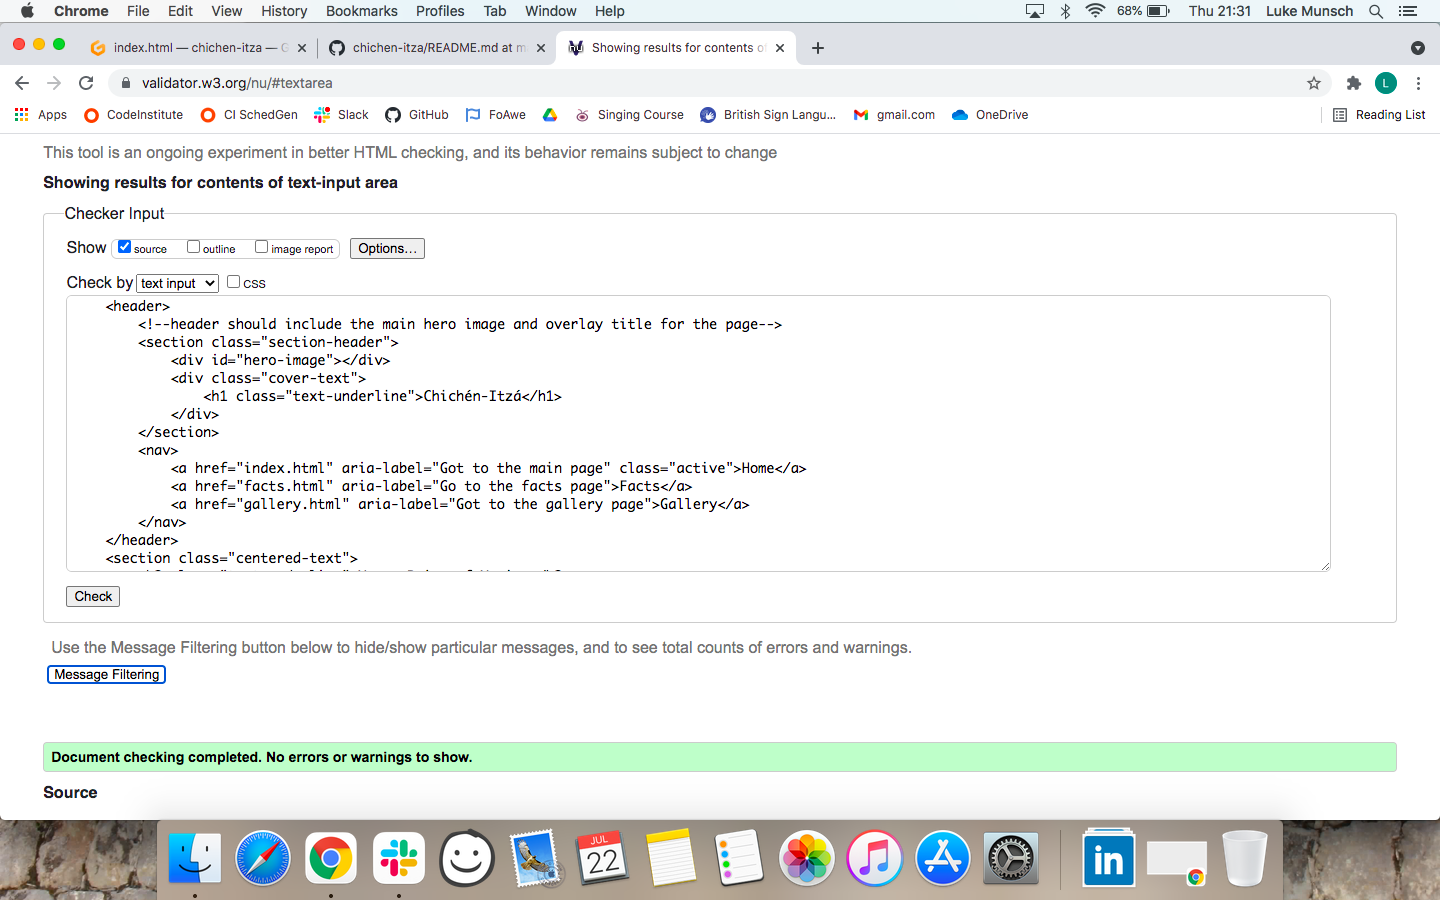 Chrome File Edit View History Bookmarks Profiles Tab Window Help 68% Thu 21:31 Luke Munsch
index.html — chichen-itza — G chichen-itza/README.md at m Showing results for contents of
validator.w3.org/nu/#textarea L
Apps CodeInstitute CI SchedGen Slack GitHub FoAwe Singing Course British Sign Langu... gmail.com OneDrive Reading List
This tool is an ongoing experiment in better HTML checking, and its behavior remains subject to change
Showing results for contents of text-input area
Checker Input
Show source outline image report Options...
Check by text input CSS
<header>
<!--header should include the main hero image and overlay title for the page-->
<section class="section-header">
<div id="hero-image"></div>
<div class="cover-text">
<h1 class="text-underline">Chichén-Itzá</h1>
</div>
</section>
<nav>
<a href="index.html" aria-label="Got to the main page" class="active">Home</a>
<a href="facts.html" aria-label="Go to the facts page">Facts</a>
<a href="gallery.html" aria-label="Got to the gallery page">Gallery</a>
</nav>
</header>
<section class="centered-text">
Check
Use the Message Filtering button below to hide/show particular messages, and to see total counts of errors and warnings.
Message Filtering
Document checking completed. No errors or warnings to show.
Source
JUL
22
in